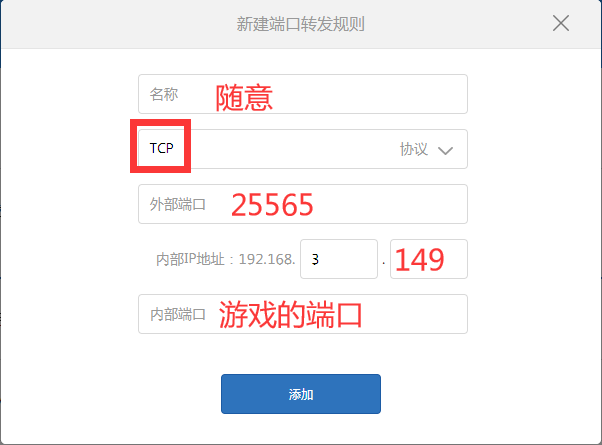 新建端口转发规则
名称 随意
TCP 协议
外部端口 25565
内部IP地址：192.168. 3 . 149
内部端口 游戏的端口
添加